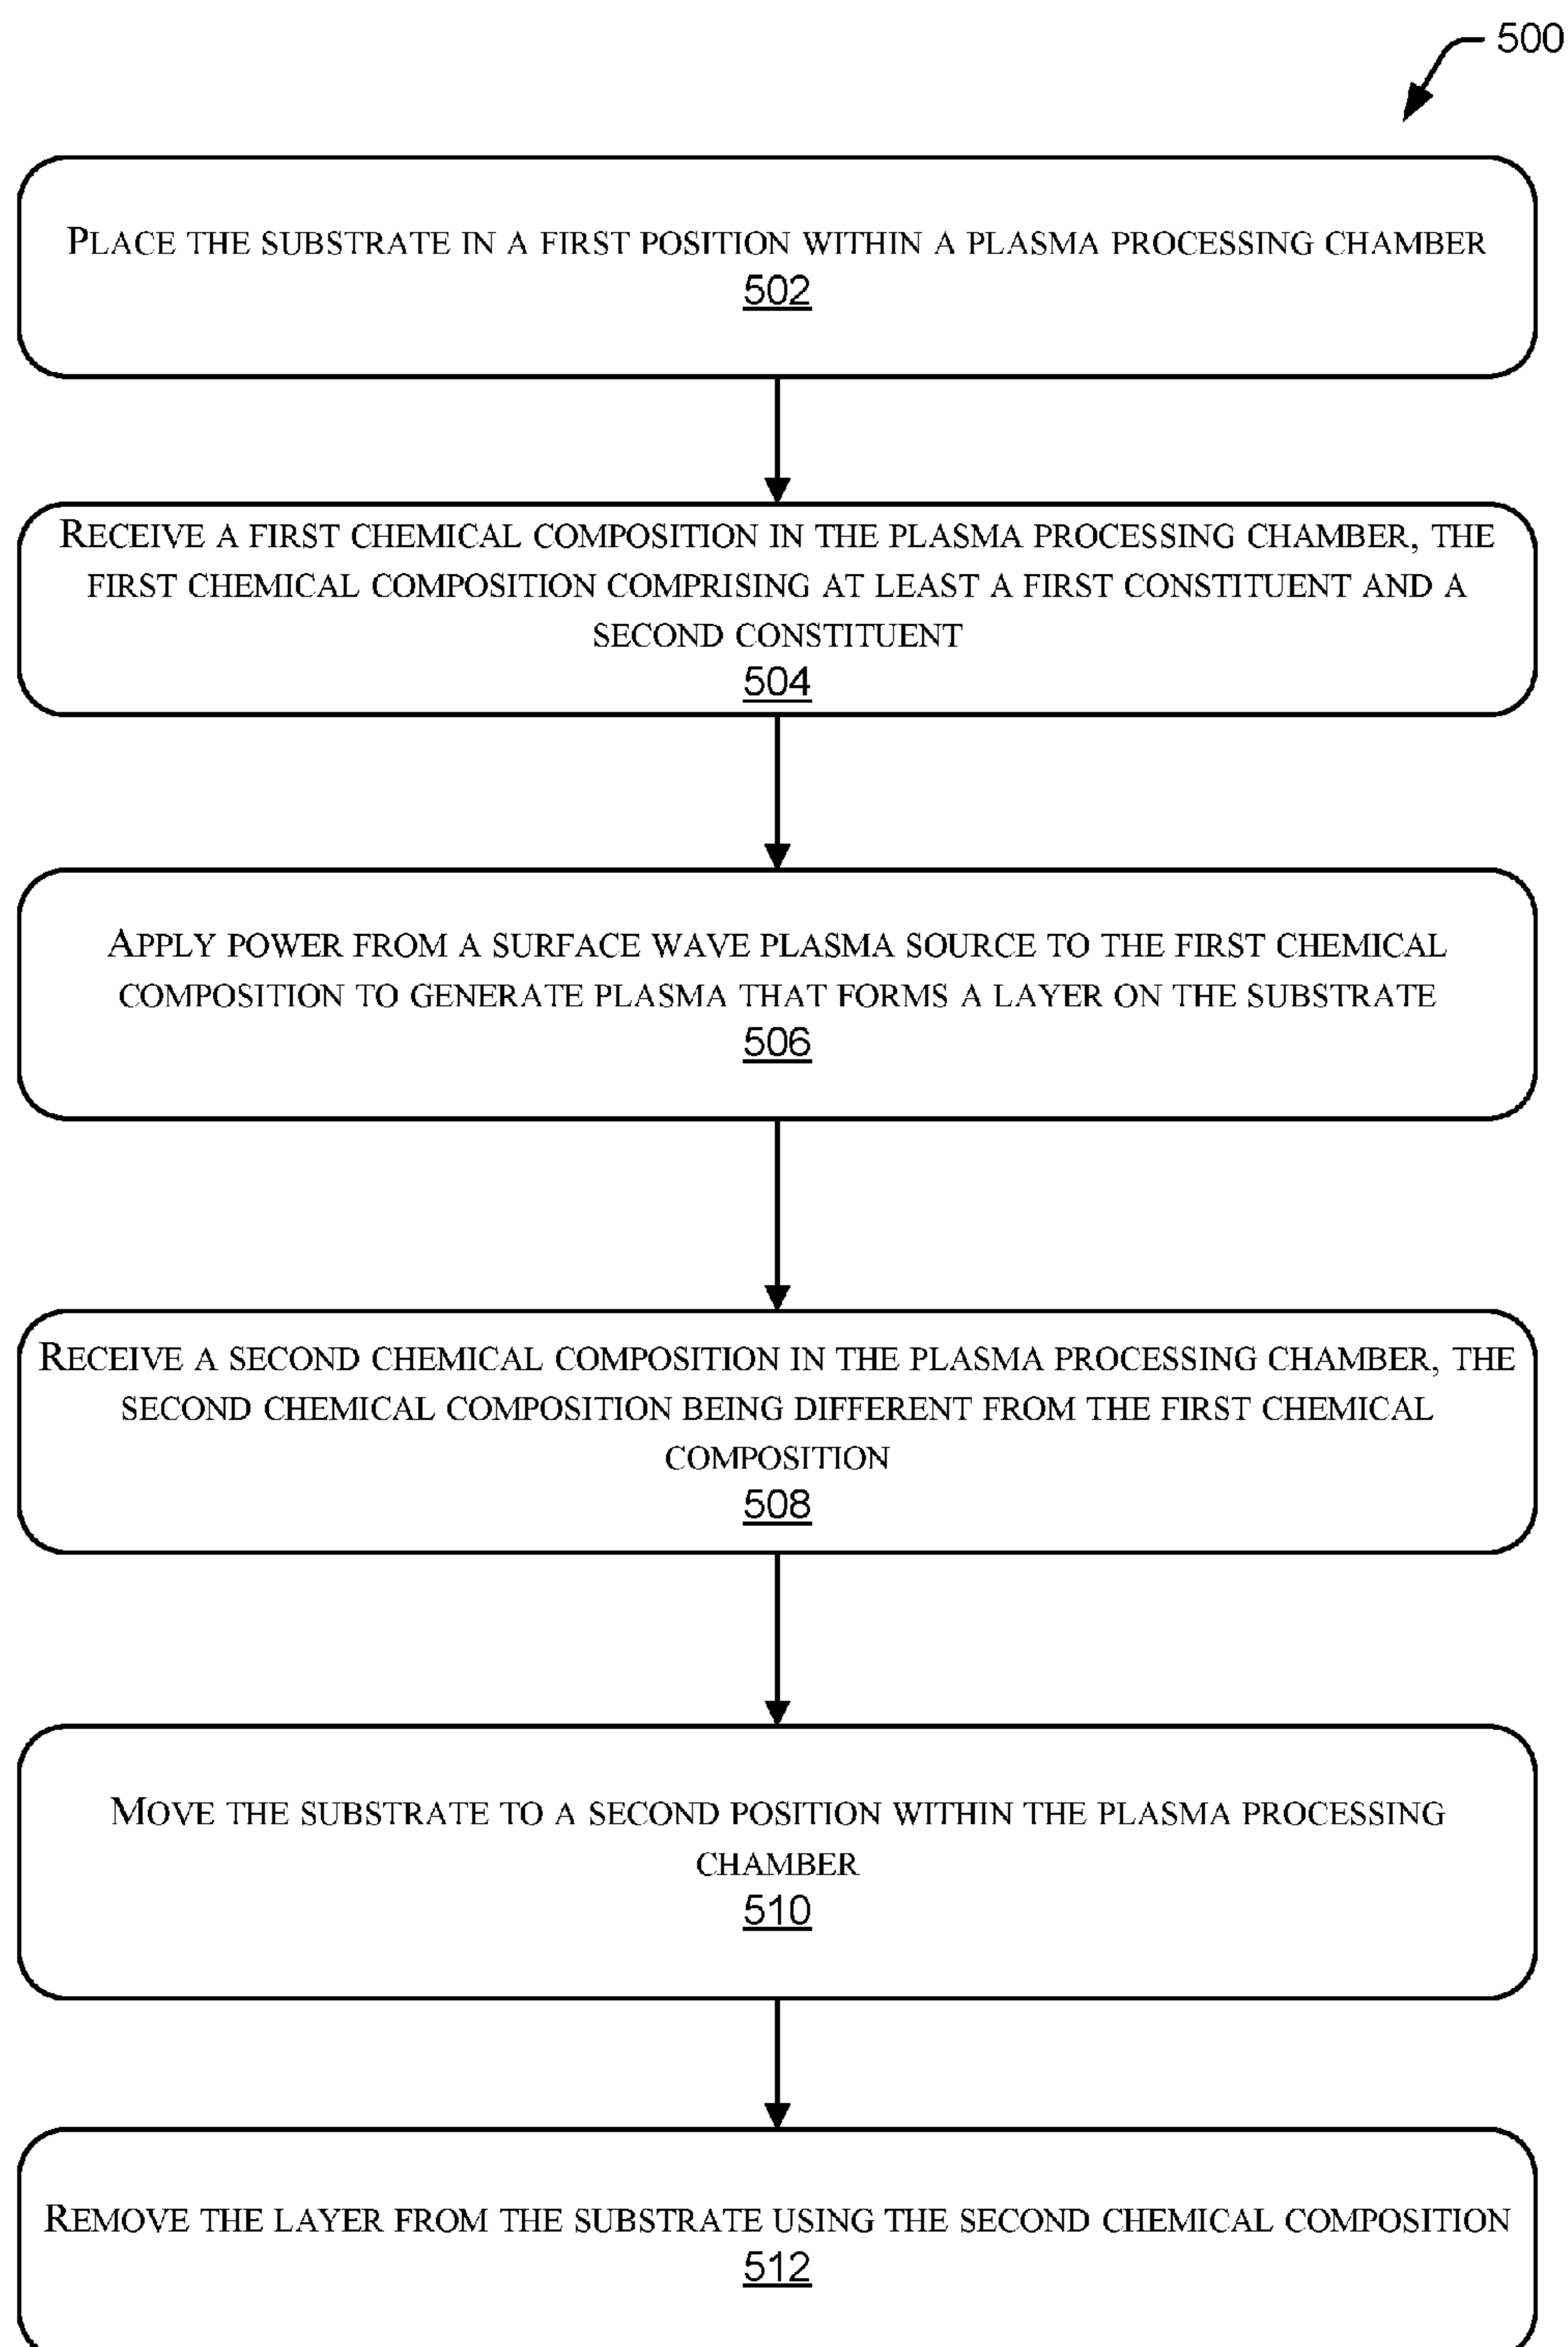 500
PLACE THE SUBSTRATE IN A FIRST POSITION WITHIN A PLASMA PROCESSING CHAMBER
502
RECEIVE A FIRST CHEMICAL COMPOSITION IN THE PLASMA PROCESSING CHAMBER, THE
FIRST CHEMICAL COMPOSITION COMPRISING AT LEAST A FIRST CONSTITUENT AND A
SECOND CONSTITUENT
504
APPLY POWER FROM A SURFACE WAVE PLASMA SOURCE TO THE FIRST CHEMICAL
COMPOSITION TO GENERATE PLASMA THAT FORMS A LAYER ON THE SUBSTRATE
506
RECEIVE A SECOND CHEMICAL COMPOSITION IN THE PLASMA PROCESSING CHAMBER, THE
SECOND CHEMICAL COMPOSITION BEING DIFFERENT FROM THE FIRST CHEMICAL
COMPOSITION
508
MOVE THE SUBSTRATE TO A SECOND POSITION WITHIN THE PLASMA PROCESSING
CHAMBER
510
REMOVE THE LAYER FROM THE SUBSTRATE USING THE SECOND CHEMICAL COMPOSITION
512